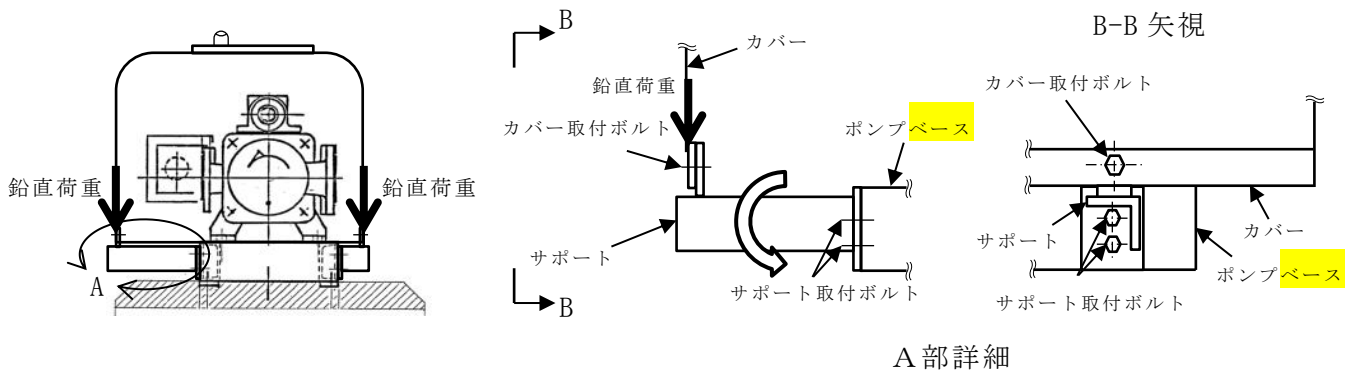 鉛直荷重
鉛直荷重
A
B
B
カバー
鉛直荷重
カバー取付ボルト
ポンプベース
サポート
サポート取付ボルト
B-B 矢視
カバー取付ボルト
サポート
カバー
ポンプベース
サポート取付ボルト
A部詳細